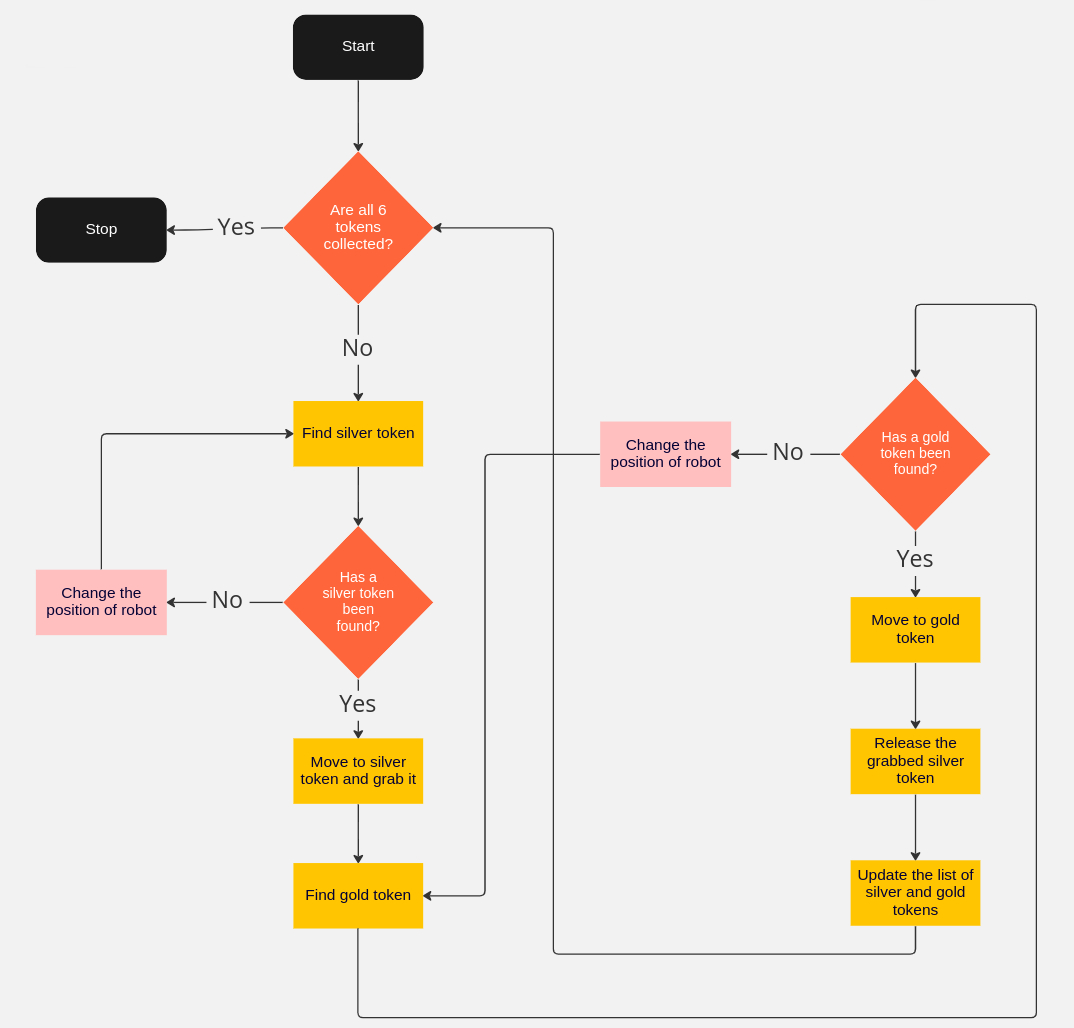 Start
Are all 6
tokens
collected?
Yes
Stop
No
Find silver token
Has a
silver token
been
found?
No
Change the
position of robot
Yes
Move to silver
token and grab it
Find gold token
Has a gold
token been
found?
No
Change the
position of robot
Yes
Move to gold
token
Release the
grabbed silver
token
Update the list of
silver and gold
tokens